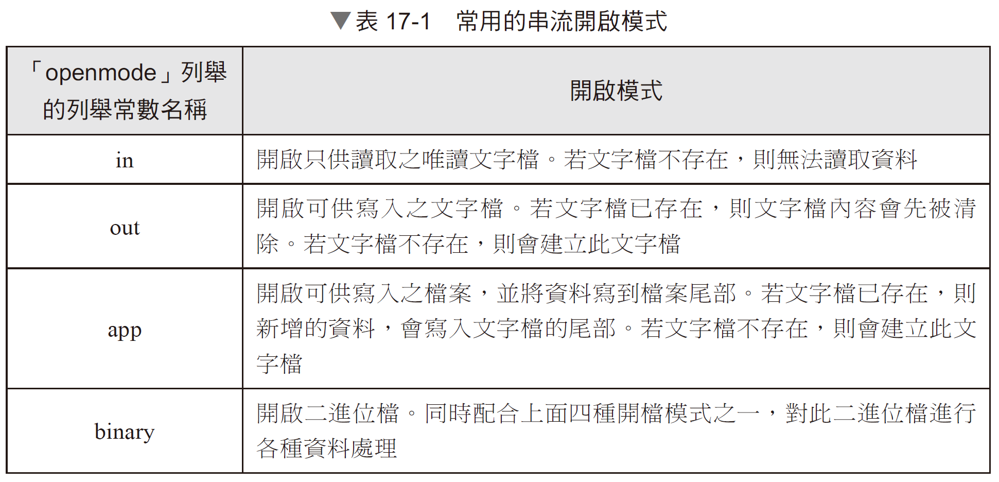 ▼表 17-1　常用的串流開啟模式
「openmode」列舉
的列舉常數名稱
開啟模式
in
開啟只供讀取之唯讀文字檔。若文字檔不存在，則無法讀取資料
out
開啟可供寫入之文字檔。若文字檔已存在，則文字檔內容會先被清
除。若文字檔不存在，則會建立此文字檔
app
開啟可供寫入之檔案，並將資料寫到檔案尾部。若文字檔已存在，則
新增的資料，會寫入文字檔的尾部。若文字檔不存在，則會建立此文
字檔
binary
開啟二進位檔。同時配合上面四種開檔模式之一，對此二進位檔進行
各種資料處理